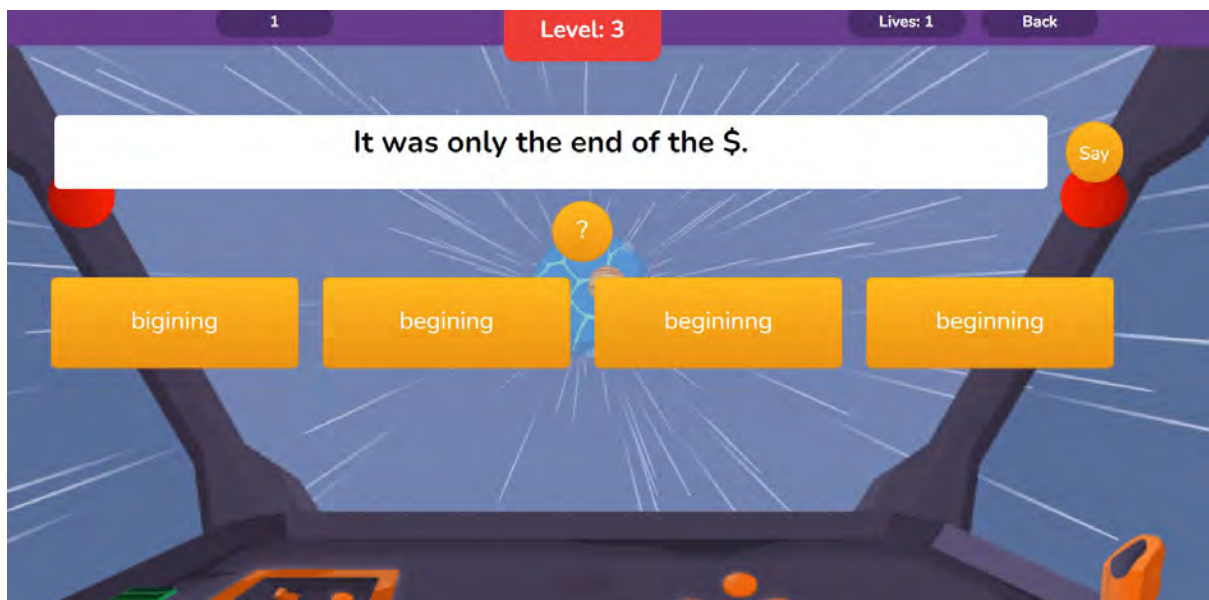 1
Level: 3
Lives: 1
Back
It was only the end of the $.
Say
?
bigining
begining
begininng
beginning